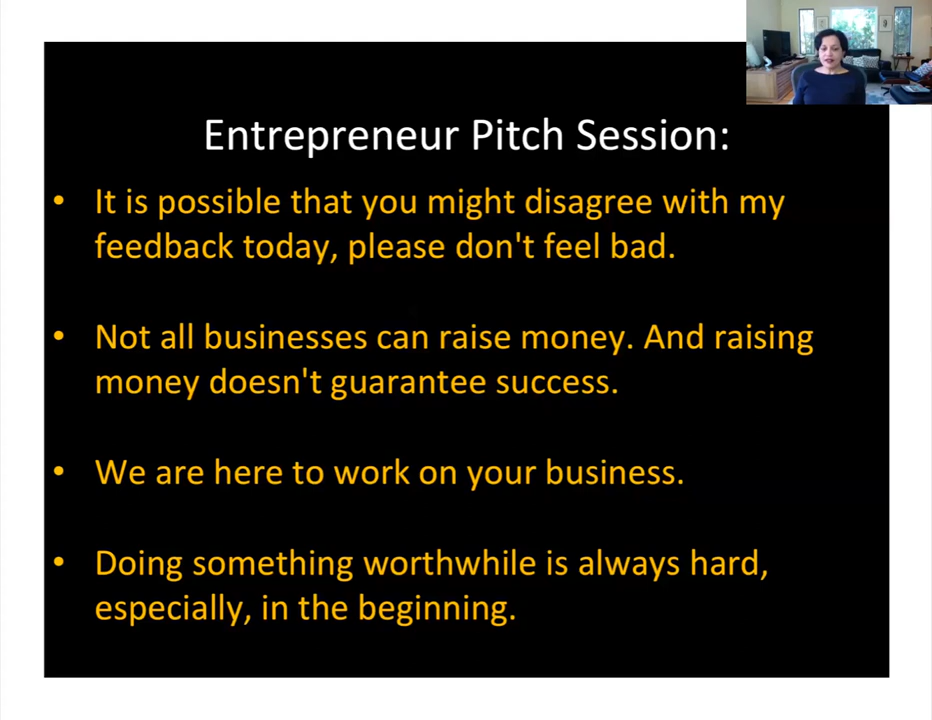 Entrepreneur Pitch Session:
• It is possible that you might disagree with my
feedback today, please don't feel bad.
• Not all businesses can raise money. And raising
money doesn't guarantee success.
• We are here to work on your business.
• Doing something worthwhile is always hard,
especially, in the beginning.